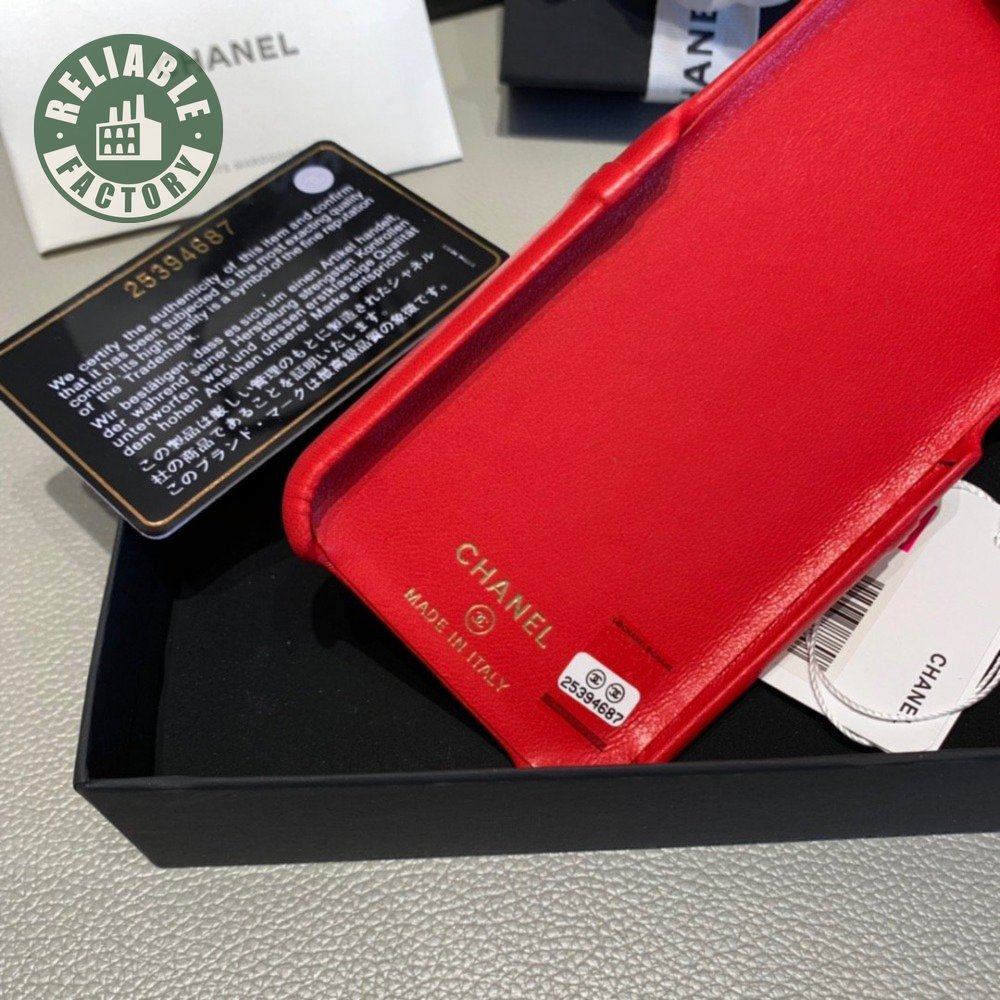 RELIABLE
FACTORY
CHANEL
CHANEL
25394687
We certify the authenticity of this item and confirm
that it has been subjected to the most exacting quality
control. Its high quality is a symbol of the fine reputation
of the Trademark.
Wir bestätigen, dass es sich um einen Artikel handelt,
der während seiner Herstellung strengsten Kontrollen
unterworfen war und dessen erstklassige Qualität
dem hohen Ansehen unserer Marke entspricht.
この製品は厳しい管理のもとに製造されたシャネル
社の商品であることを証明いたします。
このブランド・マークは最高級品質の象徴です。
CHANEL
MADE IN ITALY
25394687
CHANE